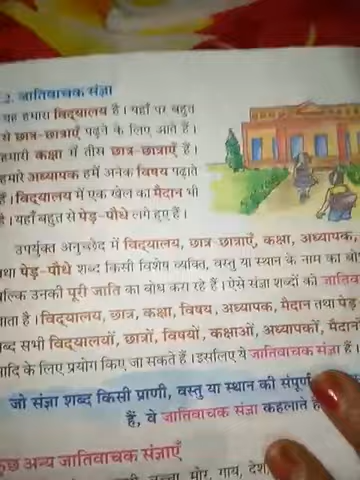 2. जातिवाचक संज्ञा
यह हमारा विद्यालय है। यहाँ पर बहुत
से छात्र-छात्राएँ पढ़ने के लिए आते हैं।
हमारी कक्षा में तीस छात्र-छात्राएँ हैं।
हमारे अध्यापक हमें अनेक विषय पढ़ाते
हैं। विद्यालय में एक खेल का मैदान भी
है। यहाँ बहुत से पेड़-पौधे लगे हुए हैं।
उपर्युक्त अनुच्छेद में विद्यालय, छात्र-छात्राएँ, कक्षा, अध्यापक,
तथा पेड़-पौधे शब्द किसी विशेष व्यक्ति, वस्तु या स्थान के नाम का
बल्कि उनकी पूरी जाति का बोध करा रहे हैं। ऐसे संज्ञा शब्दों को
जाता है। विद्यालय, छात्र, कक्षा, विषय, अध्यापक, मैदान तथा पेड़
शब्द सभी विद्यालयों, छात्रों, विषयों, कक्षाओं, अध्यापकों, मैदान
आदि के लिए प्रयोग किए जा सकते हैं। इसलिए ये जातिवाचक संज्ञा हैं।
जो संज्ञा शब्द किसी प्राणी, वस्तु या स्थान की संपूर्ण
हैं, वे जातिवाचक संज्ञा कहलाते
कुछ अन्य जातिवाचक संज्ञाएँ
मोर, गाय,